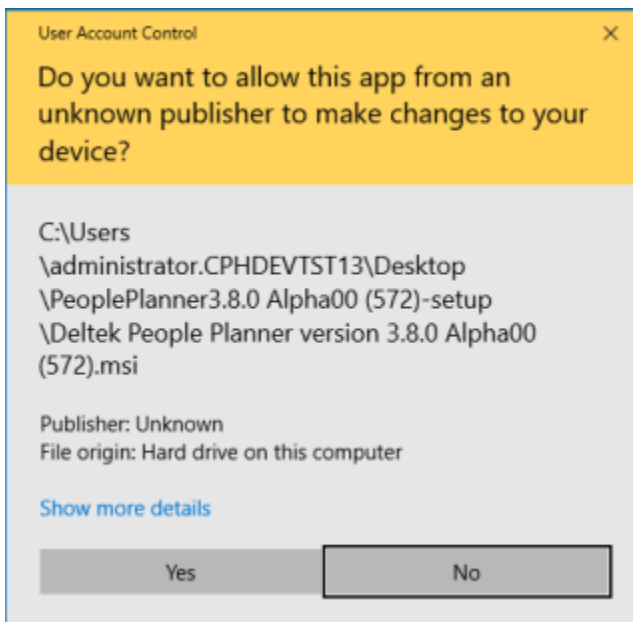 User Account Control
Do you want to allow this app from an
unknown publisher to make changes to your
device?
C:\Users
\administrator.CPHDEVTST13\Desktop
\PeoplePlanner3.8.0 Alpha00 (572)-setup
\Deltek People Planner version 3.8.0 Alpha00
(572).msi
Publisher: Unknown
File origin: Hard drive on this computer
Show more details
Yes
No